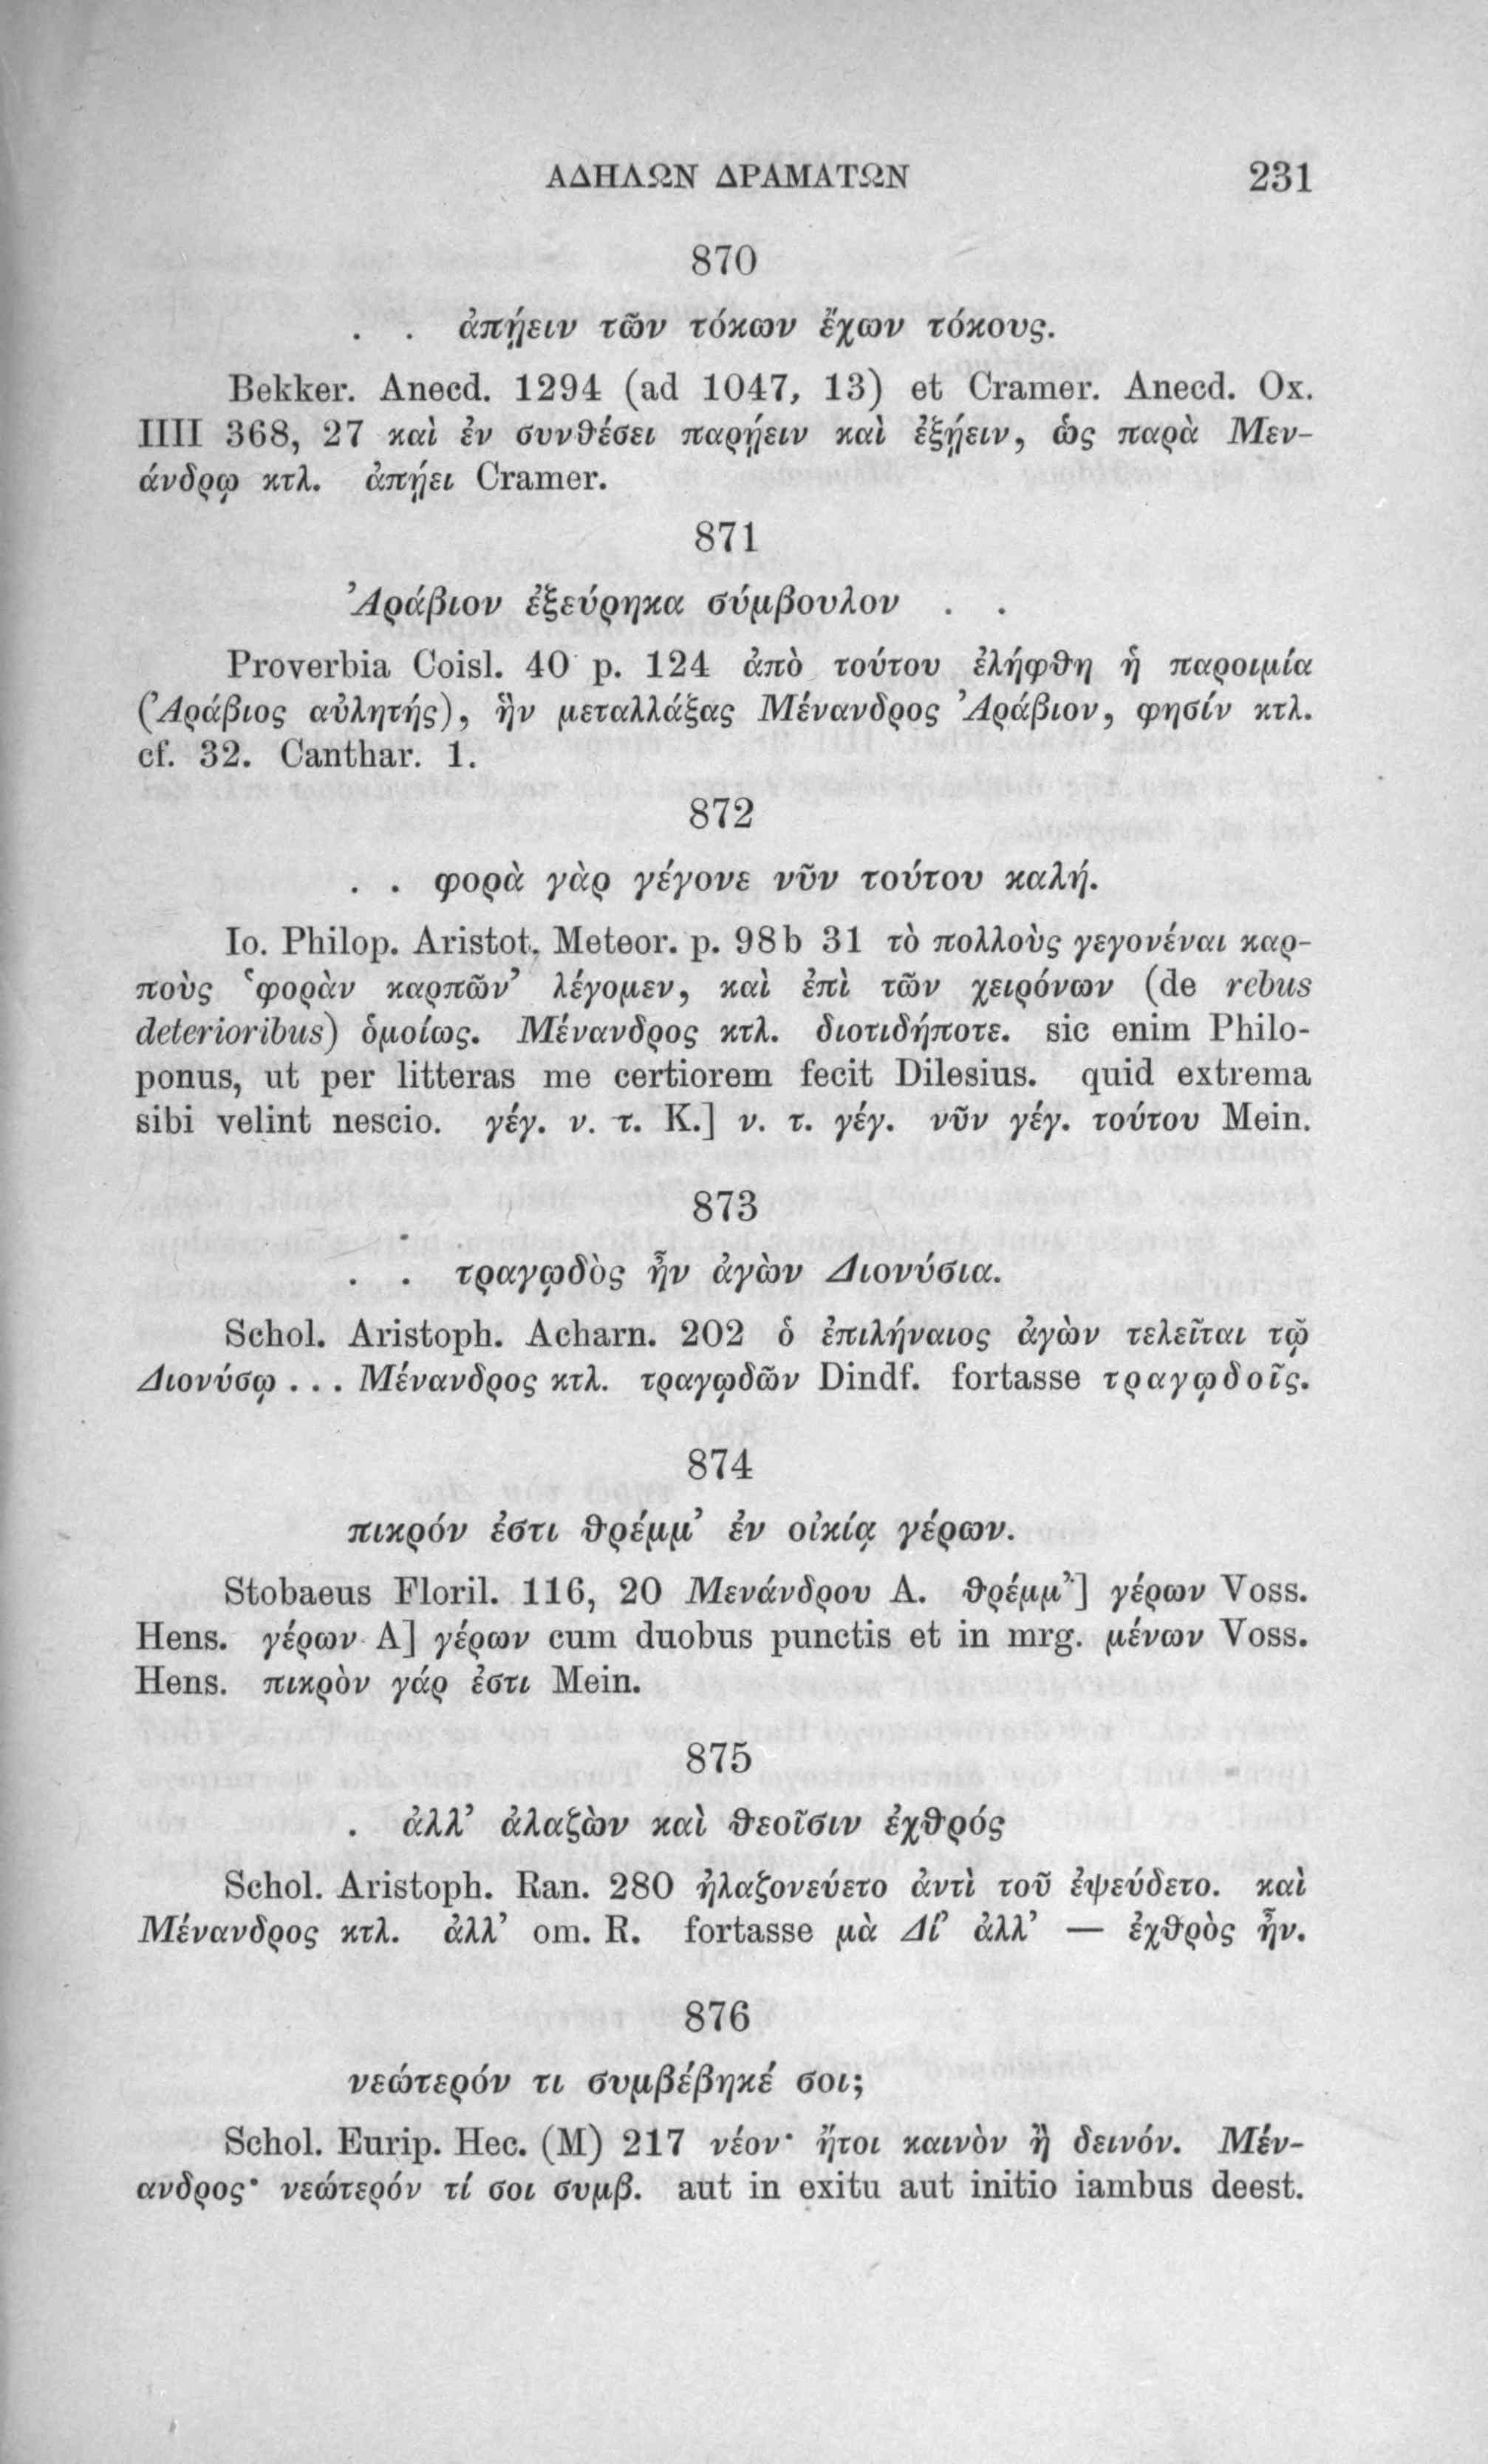 ΑΔΗΛΩΝ ΔΡΑΜΑΤΩΝ 231
870
. . ἀπῄειν τῶν τόκων ἔχων τόκους.
Bekker. Anecd. 1294 (ad 1047, 13) et Cramer. Anecd. Ox.
IIII 368, 27 καὶ ἐν συνθέσει παρῄειν καὶ ἐξῄειν, ὡς παρὰ Μεν-
άνδρῳ κτλ. ἀπῄει Cramer.
871
Ἀράβιον ἐξεύρηκα σύμβουλον . .
Proverbia Coisl. 40 p. 124 ἀπὸ τούτου ἐλήφθη ἡ παροιμία
(Ἀράβιος αὐλητής), ἣν μεταλλάξας Μένανδρος Ἀράβιον, φησίν κτλ.
cf. 32. Canthar. 1.
872
. . φορὰ γὰρ γέγονε νῦν τούτου καλή.
Io. Philop. Aristot. Meteor. p. 98b 31 τὸ πολλοὺς γεγονέναι καρ-
ποὺς ‘φορὰν καρπῶν’ λέγομεν, καὶ ἐπὶ τῶν χειρόνων (de rebus
deterioribus) ὁμοίως. Μένανδρος κτλ. διοτιδήποτε. sic enim Philo-
ponus, ut per litteras me certiorem fecit Dilesius. quid extrema
sibi velint nescio. γέγ. ν. τ. K.] ν. τ. γέγ. νῦν γέγ. τούτου Mein.
873
. . τραγῳδὸς ἦν ἀγὼν Διονύσια.
Schol. Aristoph. Acharn. 202 ὁ ἐπιλήναιος ἀγὼν τελεῖται τῷ
Διονύσῳ ... Μένανδρος κτλ. τραγῳδῶν Dindf. fortasse τραγῳδοῖς.
874
πικρόν ἐστι θρέμμ’ ἐν οἰκίᾳ γέρων.
Stobaeus Floril. 116, 20 Μενάνδρου A. θρέμμ’] γέρων Voss.
Hens. γέρων A] γέρων cum duobus punctis et in mrg. μένων Voss.
Hens. πικρὸν γάρ ἐστι Mein.
875
. ἀλλ’ ἀλαζὼν καὶ θεοῖσιν ἐχθρός
Schol. Aristoph. Ran. 280 ἠλαζονεύετο ἀντὶ τοῦ ἐψεύδετο. καὶ
Μένανδρος κτλ. ἀλλ’ om. R. fortasse μὰ Δί’ ἀλλ’ — ἐχθρὸς ἦν.
876
νεώτερόν τι συμβέβηκέ σοι;
Schol. Eurip. Hec. (M) 217 νέον· ἤτοι καινὸν ἢ δεινόν. Μέν-
ανδρος· νεώτερόν τί σοι συμβ. aut in exitu aut initio iambus deest.